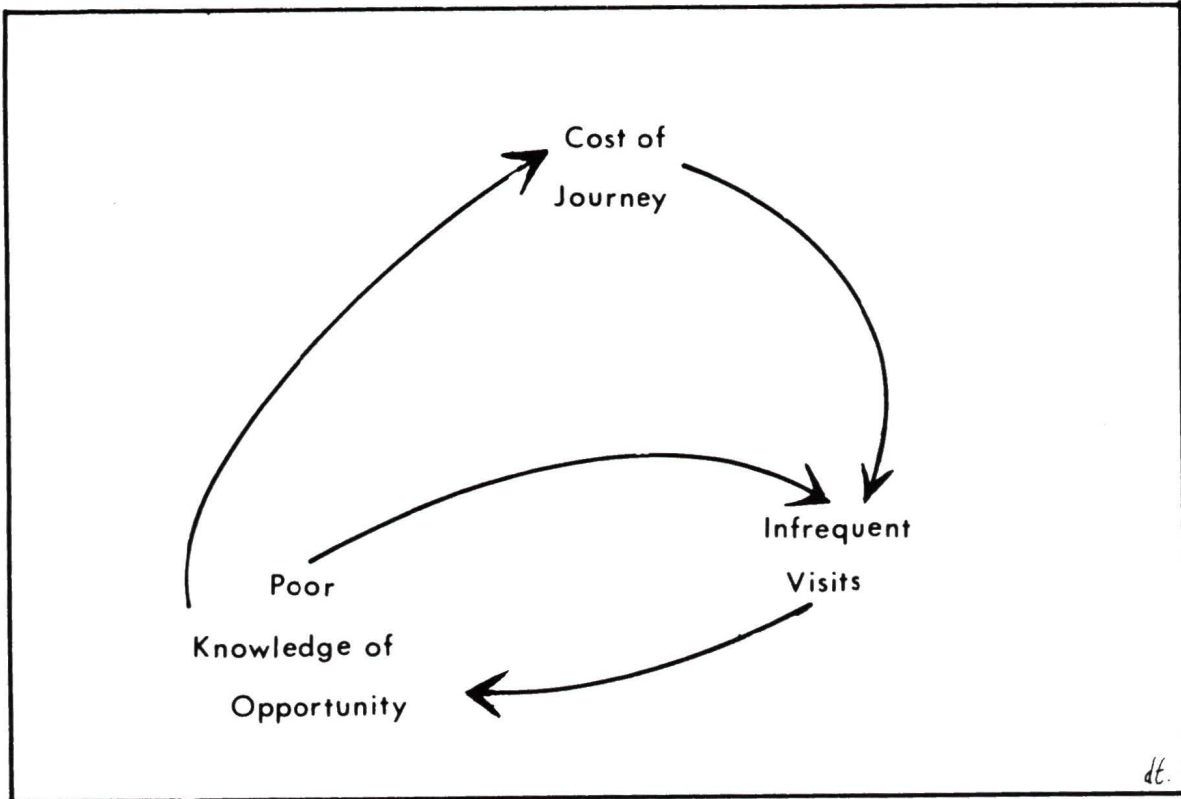 Cost of
Journey
Infrequent
Visits
Poor
Knowledge of
Opportunity
dt.